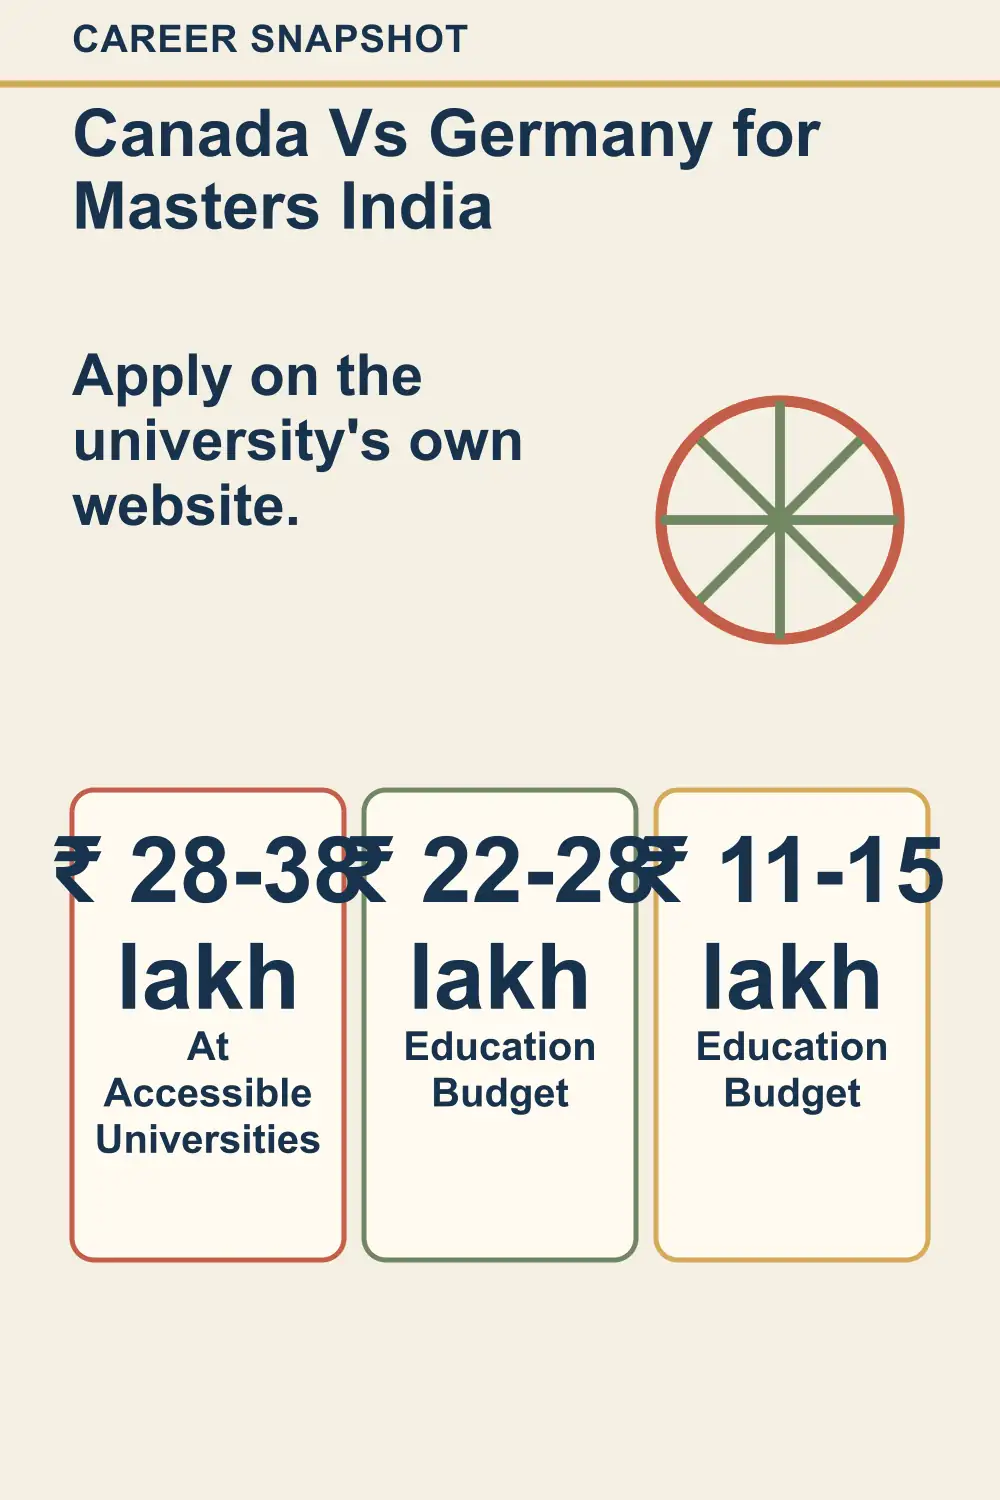 CAREER SNAPSHOT
Canada Vs Germany for
Masters India
Apply on the
university's own
website.
₹ 28-38
lakh
At
Accessible
Universities
₹ 22-28
lakh
Education
Budget
₹ 11-15
lakh
Education
Budget